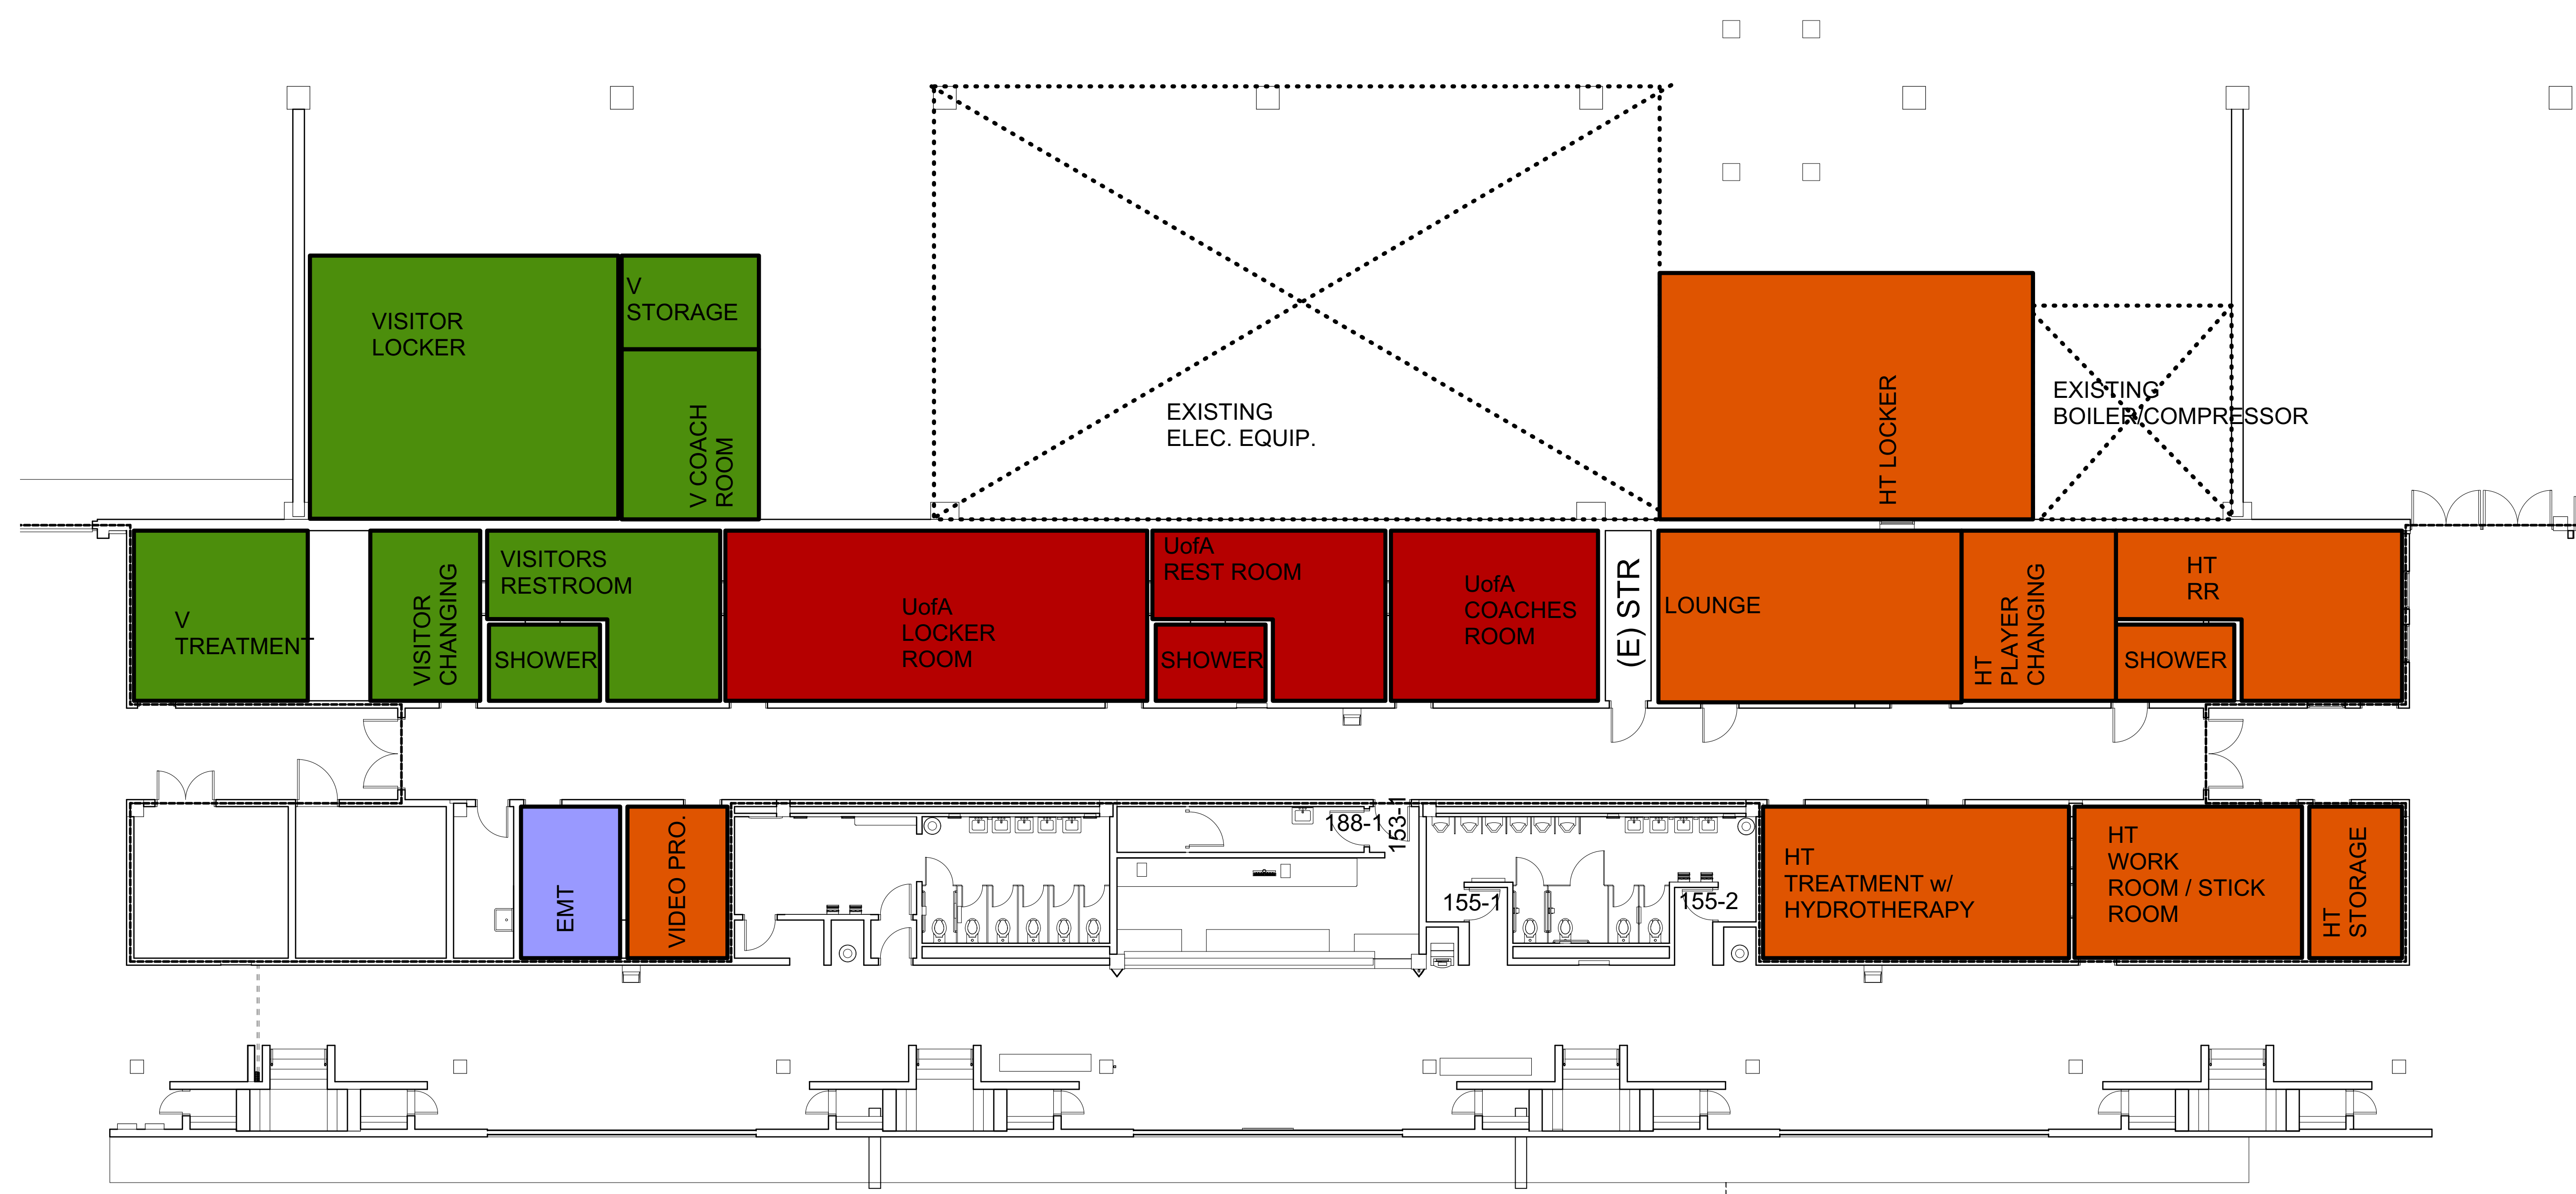 VISITOR
LOCKER
V
STORAGE
V COACH
ROOM
EXISTING
ELEC. EQUIP.
HT LOCKER
EXISTING
BOILER/COMPRESSOR
V
TREATMENT
VISITOR
CHANGING
VISITORS
RESTROOM
SHOWER
UofA
LOCKER
ROOM
UofA
REST ROOM
SHOWER
UofA
COACHES
ROOM
(E) STR
LOUNGE
HT
PLAYER
CHANGING
HT
RR
SHOWER
EMT
VIDEO PRO.
188-1
153-1
155-1
155-2
HT
TREATMENT w/
HYDROTHERAPY
HT
WORK
ROOM / STICK
ROOM
HT
STORAGE